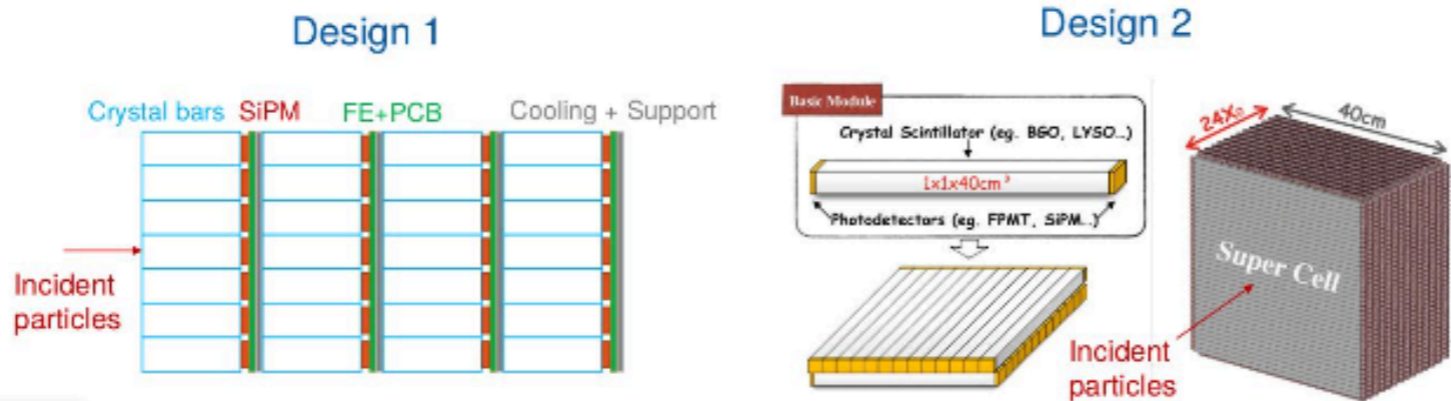 Design 1
Crystal bars SiPM FE+PCB Cooling + Support
Incident
particles
Design 2
Basic Module
Crystal Scintillator (eg. BGO, LYSO…)
1x1x40cm³
Photodetectors (eg. FPMT, SiPM…)
24X₀
40cm
Super Cell
Incident
particles